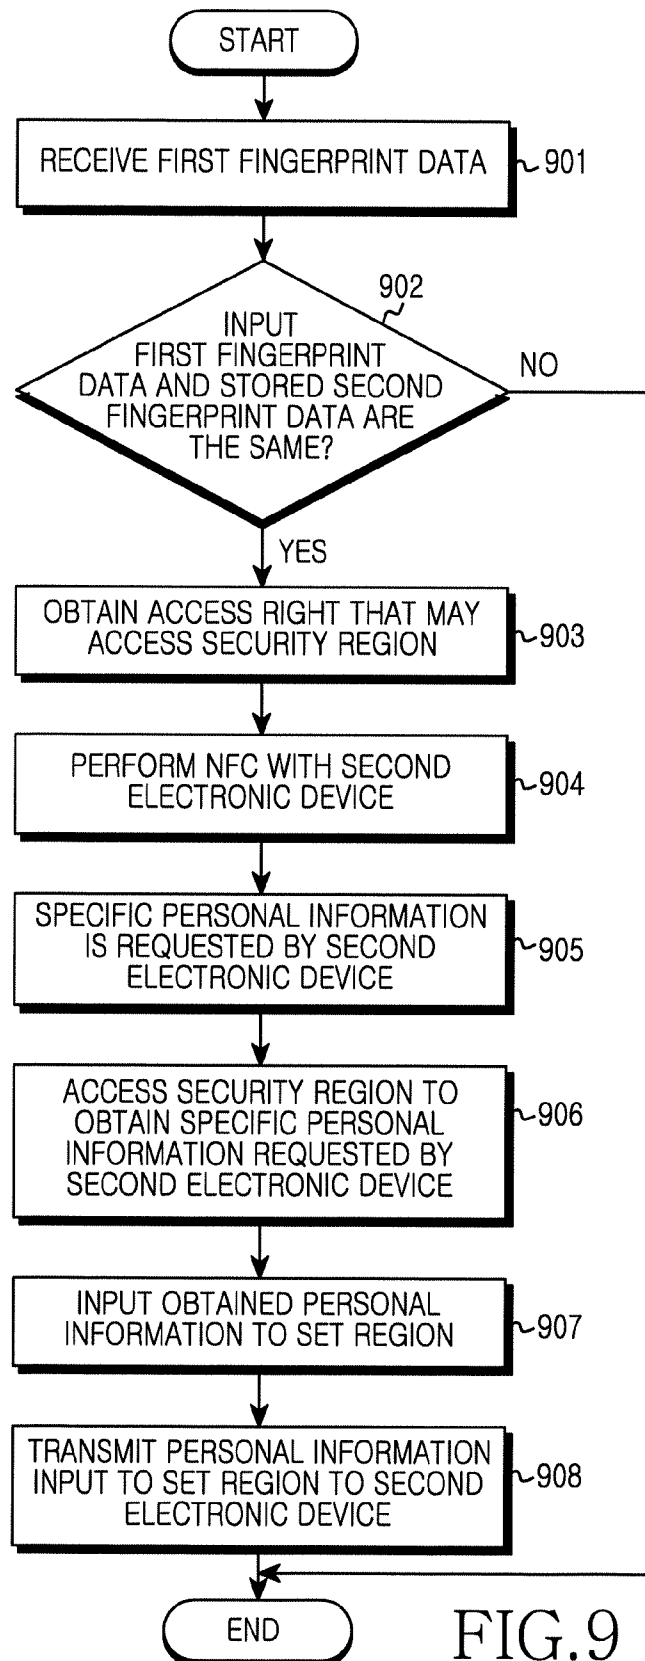 START
RECEIVE FIRST FINGERPRINT DATA
901
902
INPUT
FIRST FINGERPRINT
DATA AND STORED SECOND
FINGERPRINT DATA ARE
THE SAME?
NO
YES
OBTAIN ACCESS RIGHT THAT MAY
ACCESS SECURITY REGION
903
PERFORM NFC WITH SECOND
ELECTRONIC DEVICE
904
SPECIFIC PERSONAL INFORMATION
IS REQUESTED BY SECOND
ELECTRONIC DEVICE
905
ACCESS SECURITY REGION TO
OBTAIN SPECIFIC PERSONAL
INFORMATION REQUESTED BY
SECOND ELECTRONIC DEVICE
906
INPUT OBTAINED PERSONAL
INFORMATION TO SET REGION
907
TRANSMIT PERSONAL INFORMATION
INPUT TO SET REGION TO SECOND
ELECTRONIC DEVICE
908
END
FIG.9